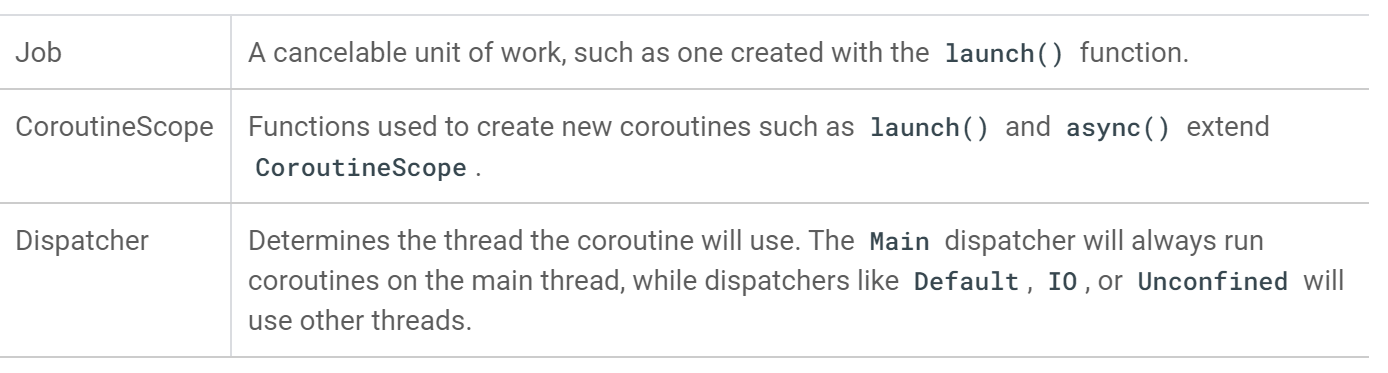 Job
A cancelable unit of work, such as one created with the launch() function.
CoroutineScope
Functions used to create new coroutines such as launch() and async() extend
CoroutineScope.
Dispatcher
Determines the thread the coroutine will use. The Main dispatcher will always run
coroutines on the main thread, while dispatchers like Default, IO, or Unconfined will
use other threads.